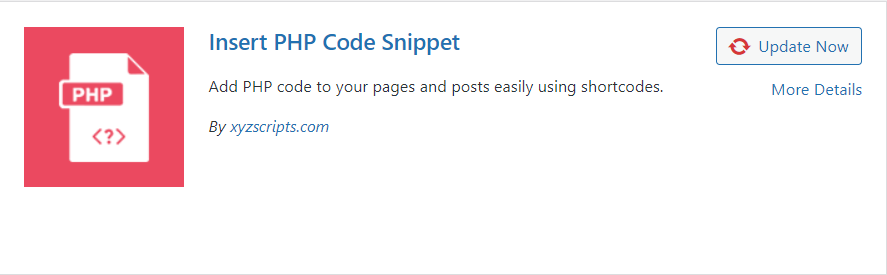 Insert PHP Code Snippet
Update Now
Add PHP code to your pages and posts easily using shortcodes.
More Details
PHP
<?>
By xyzscripts.com